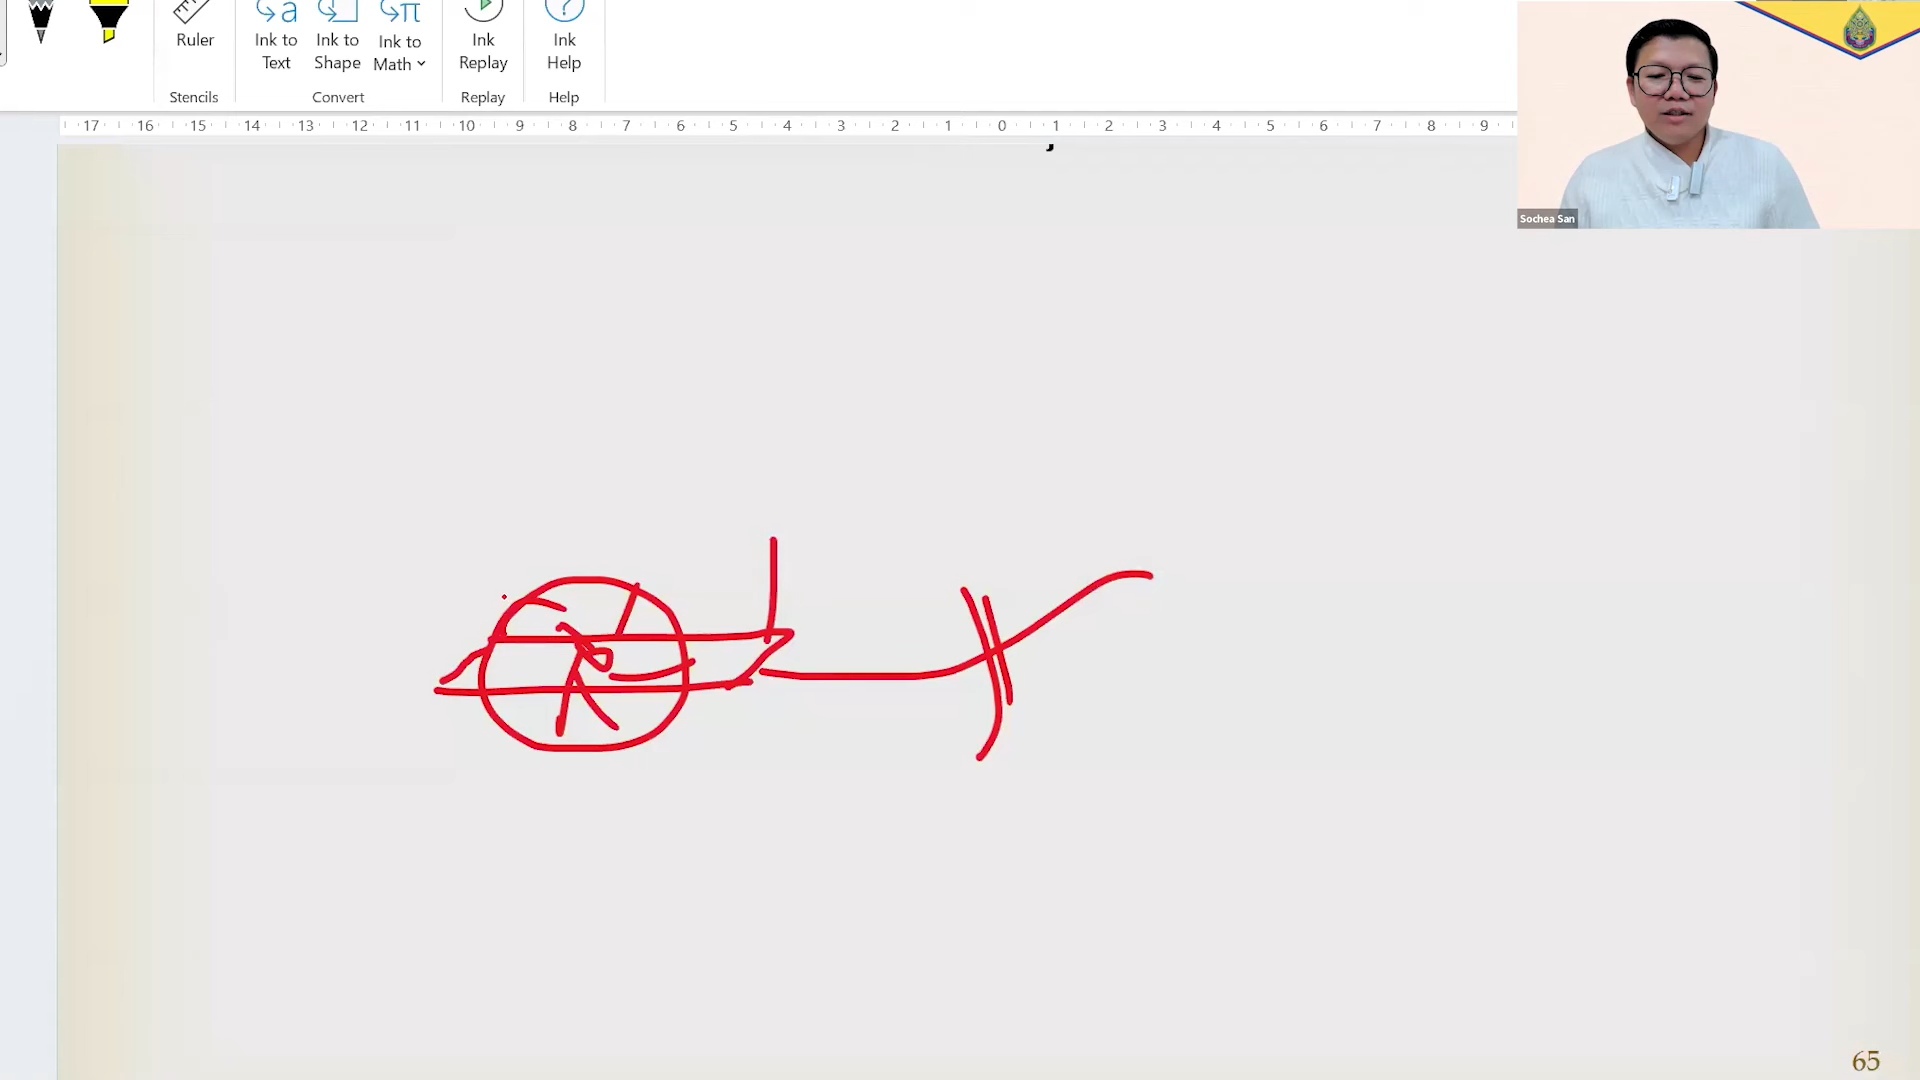 Ruler
Ink to Text
Ink to Shape
Ink to Math
Ink Replay
Ink Help
Stencils
Convert
Replay
Help
17 16 15 14 13 12 11 10 9 8 7 6 5 4 3 2 1 0 1 2 3 4 5 6 7 8 9
Sochea San
65